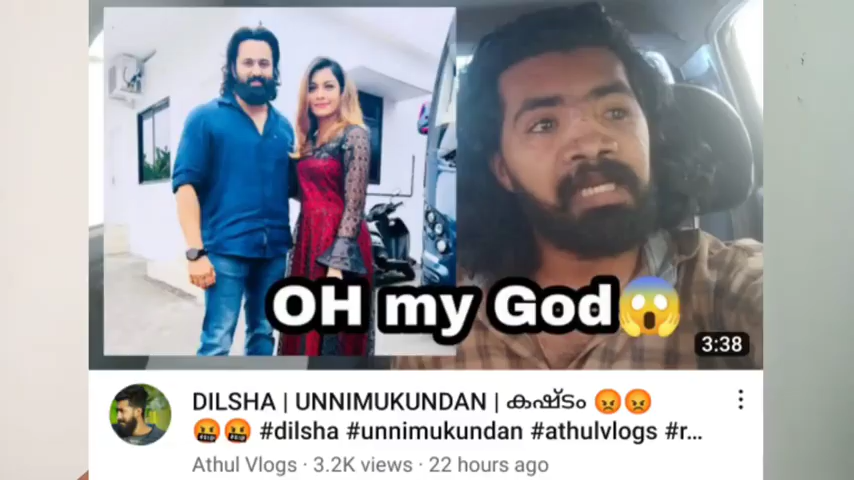 OH my God😱
3:38
DILSHA | UNNIMUKUNDAN | കഷ്ടം 😡😡
🤬🤬 #dilsha #unnimukundan #athulvlogs #r...
Athul Vlogs · 3.2K views · 22 hours ago